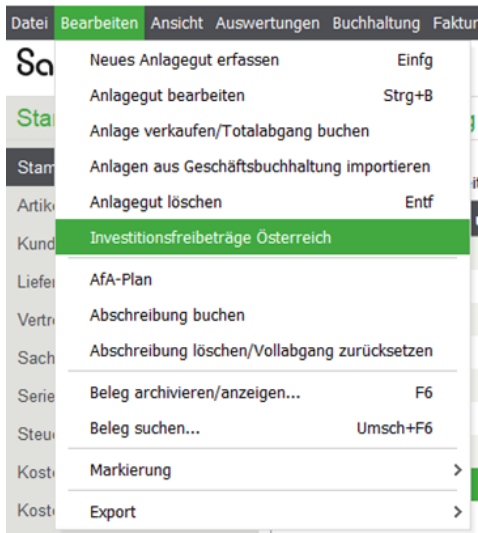 Datei Bearbeiten Ansicht Auswertungen Buchhaltung
Neues Anlagegut erfassen Einfg
Anlagegut bearbeiten Strg+B
Anlage verkaufen/Totalabgang buchen
Anlagen aus Geschäftsbuchhaltung importieren
Anlagegut löschen Entf
Investitionsfreibeträge Österreich
AfA-Plan
Abschreibung buchen
Abschreibung löschen/Vollabgang zurücksetzen
Beleg archivieren/anzeigen... F6
Beleg suchen... Umsch+F6
Markierung
Export